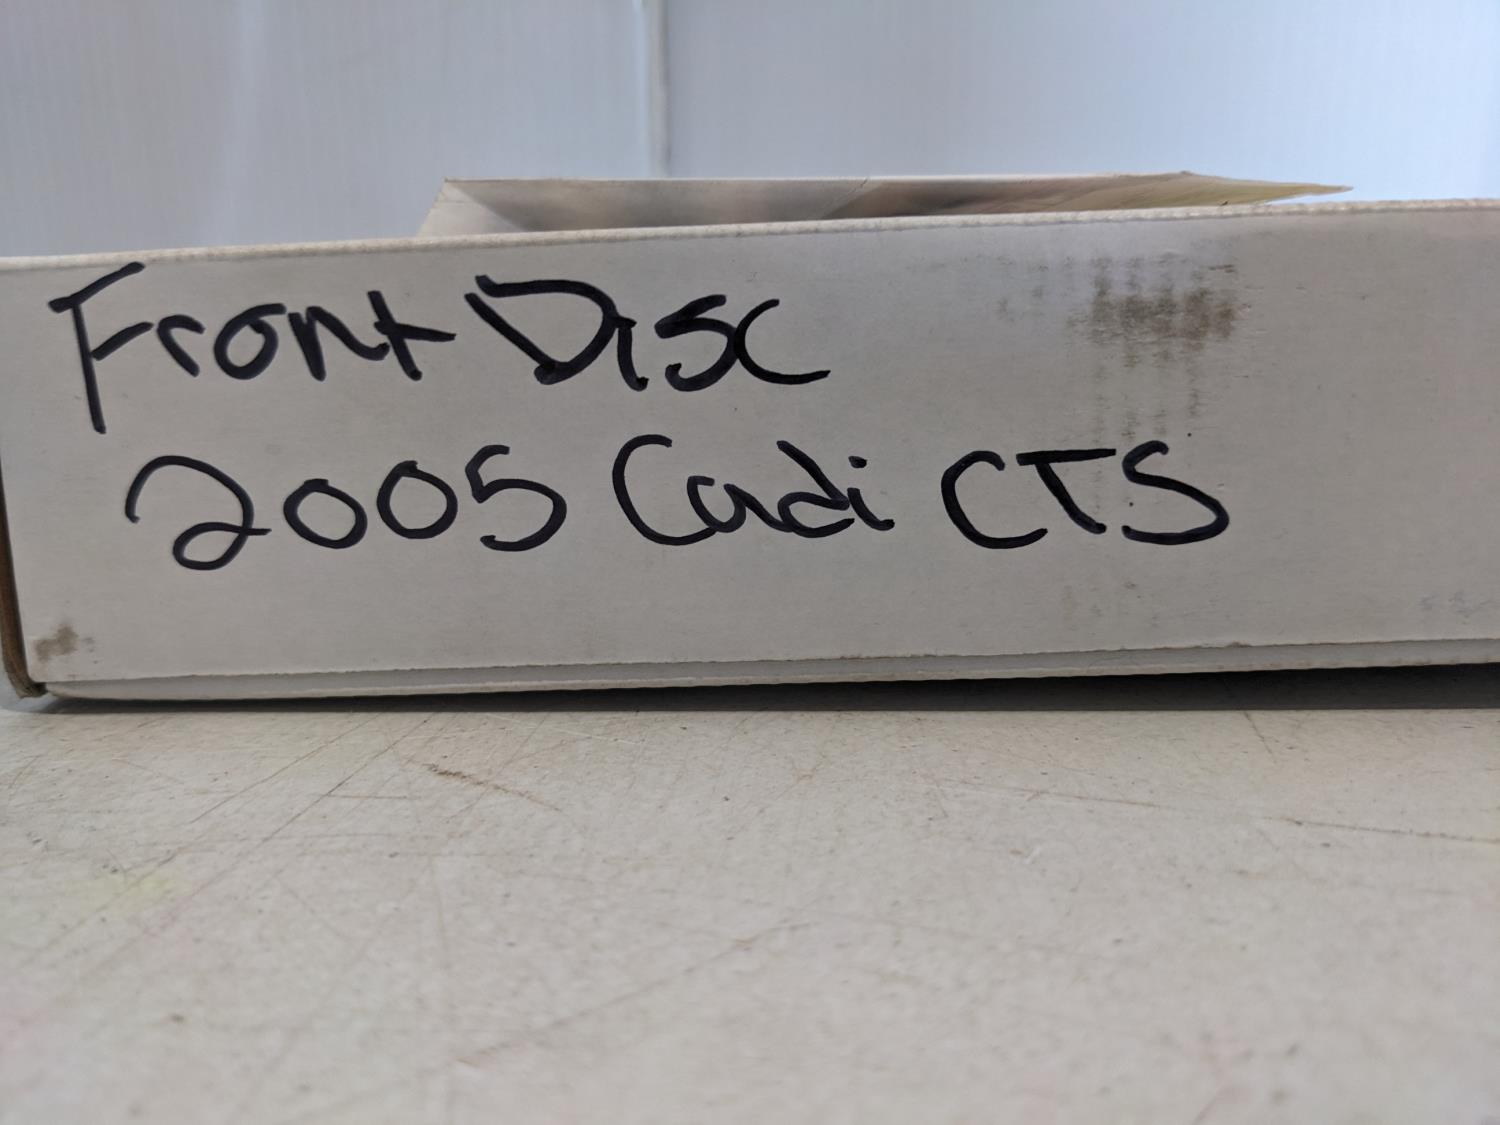 Front Disc
2005 Cadi CTS